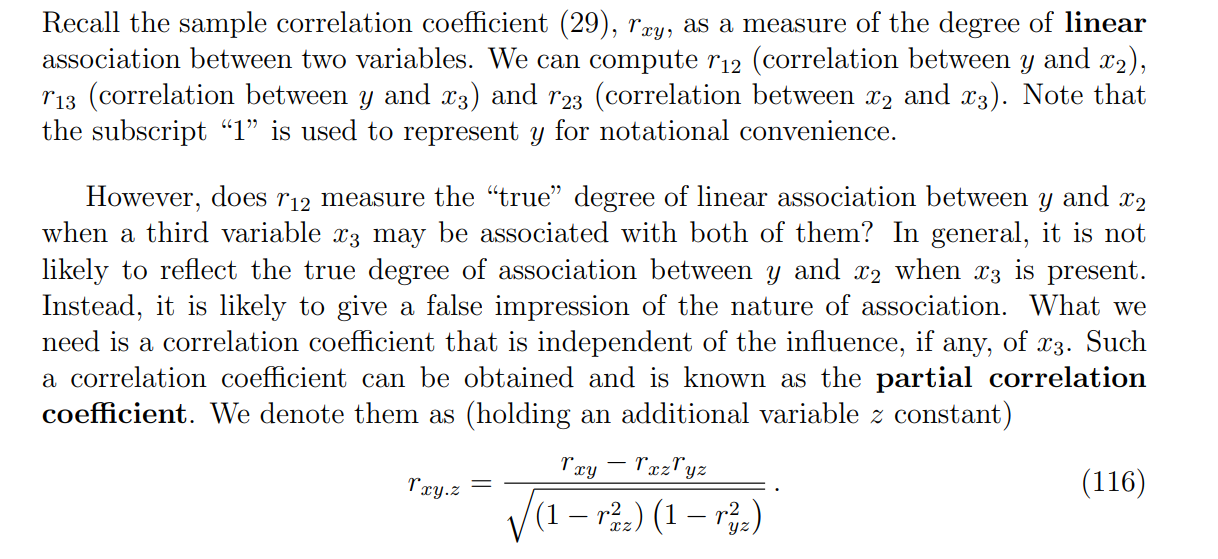 Recall the sample correlation coefficient (29), $r_{xy}$, as a measure of the degree of **linear**
association between two variables. We can compute $r_{12}$ (correlation between $y$ and $x_2$),
$r_{13}$ (correlation between $y$ and $x_3$) and $r_{23}$ (correlation between $x_2$ and $x_3$). Note that
the subscript “1” is used to represent $y$ for notational convenience.
However, does $r_{12}$ measure the “true” degree of linear association between $y$ and $x_2$
when a third variable $x_3$ may be associated with both of them? In general, it is not
likely to reflect the true degree of association between $y$ and $x_2$ when $x_3$ is present.
Instead, it is likely to give a false impression of the nature of association. What we
need is a correlation coefficient that is independent of the influence, if any, of $x_3$. Such
a correlation coefficient can be obtained and is known as the **partial correlation**
**coefficient**. We denote them as (holding an additional variable $z$ constant)
$r_{xy.z} = \frac{r_{xy} - r_{xz}r_{yz}}{\sqrt{(1 - r_{xz}^2)(1 - r_{yz}^2)}}.$ (116)